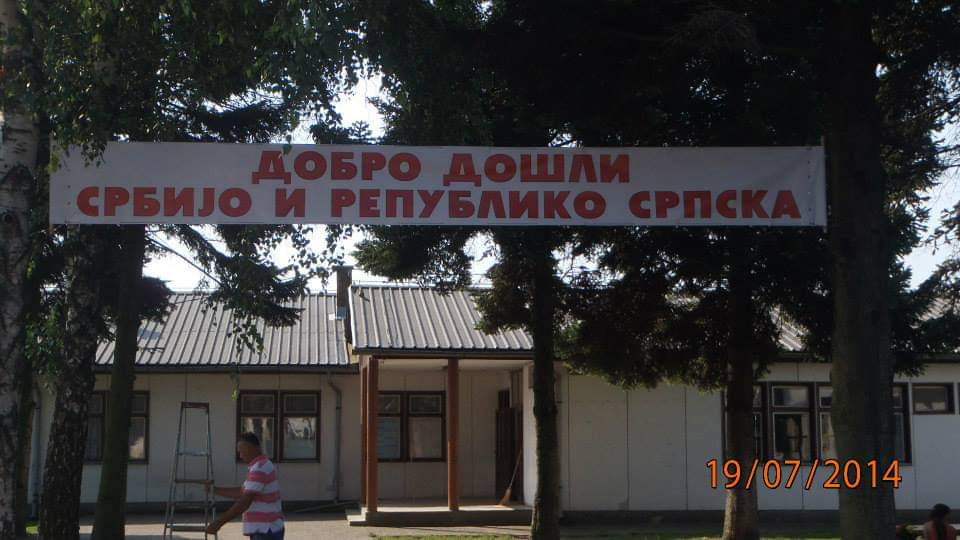 ДОБРО ДОШЛИ
СРБИЈО И РЕПУБЛИКО СРПСКА
19/07/2014